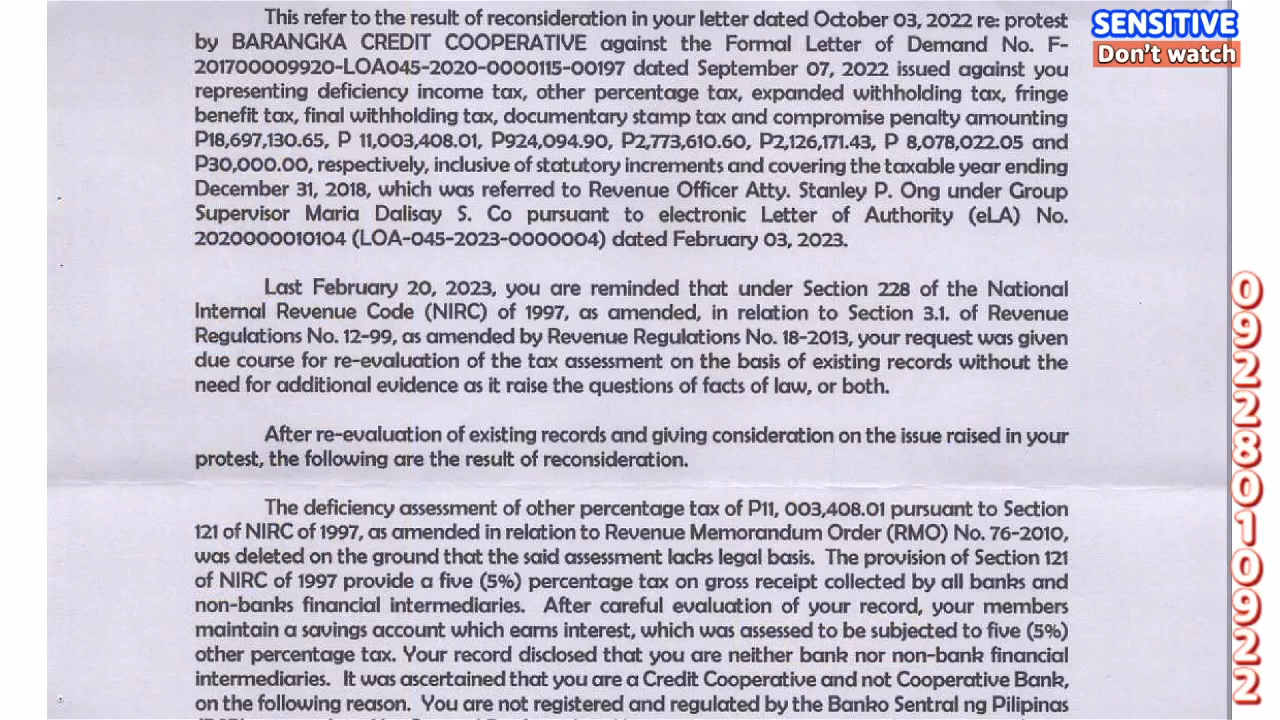 This refer to the result of reconsideration in your letter dated October 03, 2022 re; protest
by BARANGKA CREDIT COOPERATIVE against the Formal Letter of Demand No. F-
201700009920-LOA045-2020-0000115-00197 dated September 07, 2022 issued against you
representing deficiency income tax, other percentage tax, expanded withholding tax, fringe
benefit tax, final withholding tax, documentary stamp tax and compromise penalty amounting
P18,697,130.65, P 11,003,408.01, P924,094.90, P2,773,610.60, P2,126,171.43, P 8,078,022.05 and
P30,000.00, respectively, inclusive of statutory increments and covering the taxable year ending
December 31, 2018, which was referred to Revenue Officer Atty. Stanley P. Ong under Group
Supervisor Maria Dalisay S. Co pursuant to electronic Letter of Authority (eLA) No.
2020000010104 (LOA-045-2023-0000004) dated February 03, 2023.
Last February 20, 2023, you are reminded that under Section 228 of the National
Internal Revenue Code (NIRC) of 1997, as amended, in relation to Section 3.1. of Revenue
Regulations No. 12-99, as amended by Revenue Regulations No. 18-2013, your request was given
due course for re-evaluation of the tax assessment on the basis of existing records without the
need for additional evidence as it raise the questions of facts of law, or both.
After re-evaluation of existing records and giving consideration on the issue raised in your
protest, the following are the result of reconsideration.
The deficiency assessment of other percentage tax of P11, 003,408.01 pursuant to Section
121 of NIRC of 1997, as amended in relation to Revenue Memorandum Order (RMO) No. 76-2010,
was deleted on the ground that the said assessment lacks legal basis. The provision of Section 121
of NIRC of 1997 provide a five (5%) percentage tax on gross receipt collected by all banks and
non-banks financial intermediaries. After careful evaluation of your record, your members
maintain a savings account which earns interest, which was assessed to be subjected to five (5%)
other percentage tax. Your record disclosed that you are neither bank nor non-bank financial
intermediaries. It was ascertained that you are a Credit Cooperative and not Cooperative Bank,
on the following reason. You are not registered and regulated by the Banko Sentral ng Pilipinas
SENSITIVE
Don't watch
09228010922